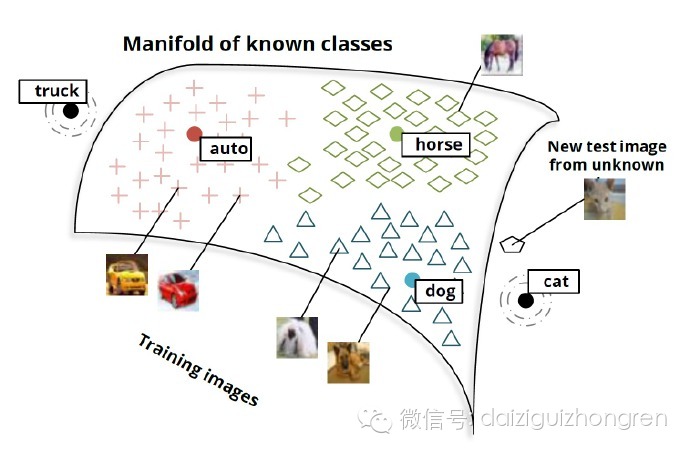 Manifold of known classes
truck
auto
horse
New test image
from unknown
cat
dog
Training images
微信号: daiziguizhongren